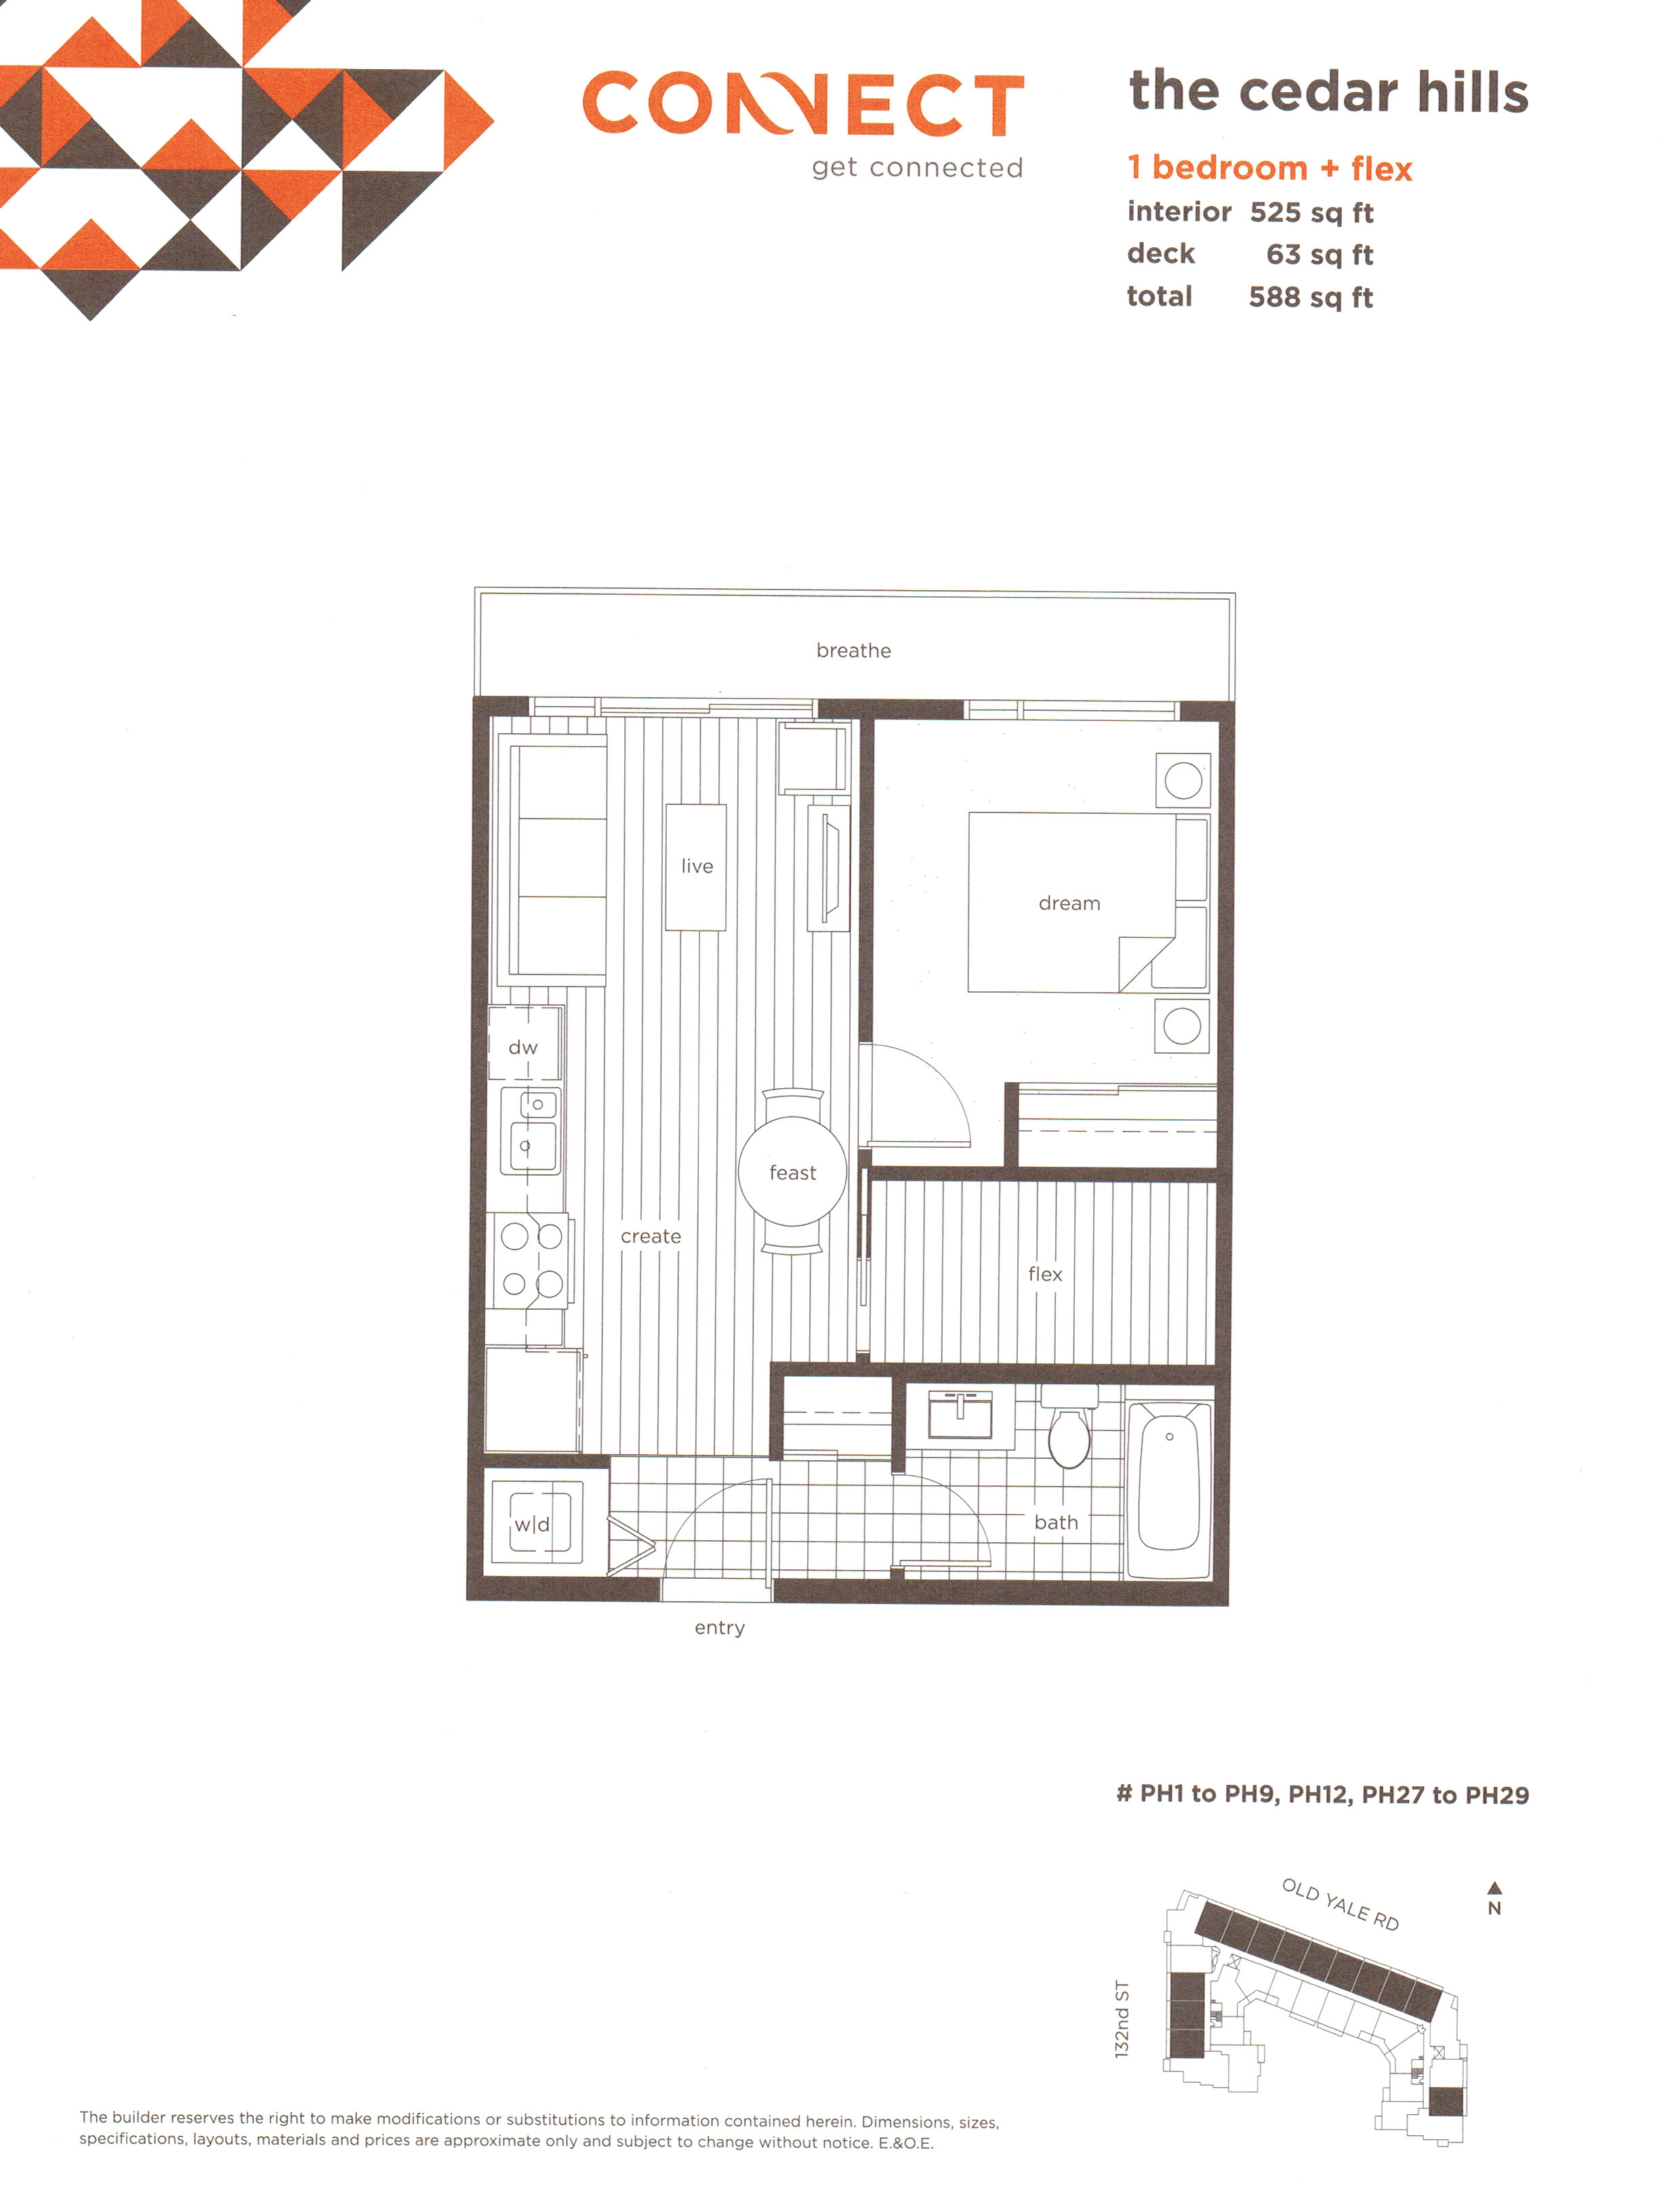 CONNECT
get connected
the cedar hills
1 bedroom + flex
interior 525 sq ft
deck 63 sq ft
total 588 sq ft
breathe
live
dream
dw
feast
create
flex
w|d
bath
entry
# PH1 to PH9, PH12, PH27 to PH29
OLD YALE RD
N
132nd ST
The builder reserves the right to make modifications or substitutions to information contained herein. Dimensions, sizes,
specifications, layouts, materials and prices are approximate only and subject to change without notice. E.&O.E.